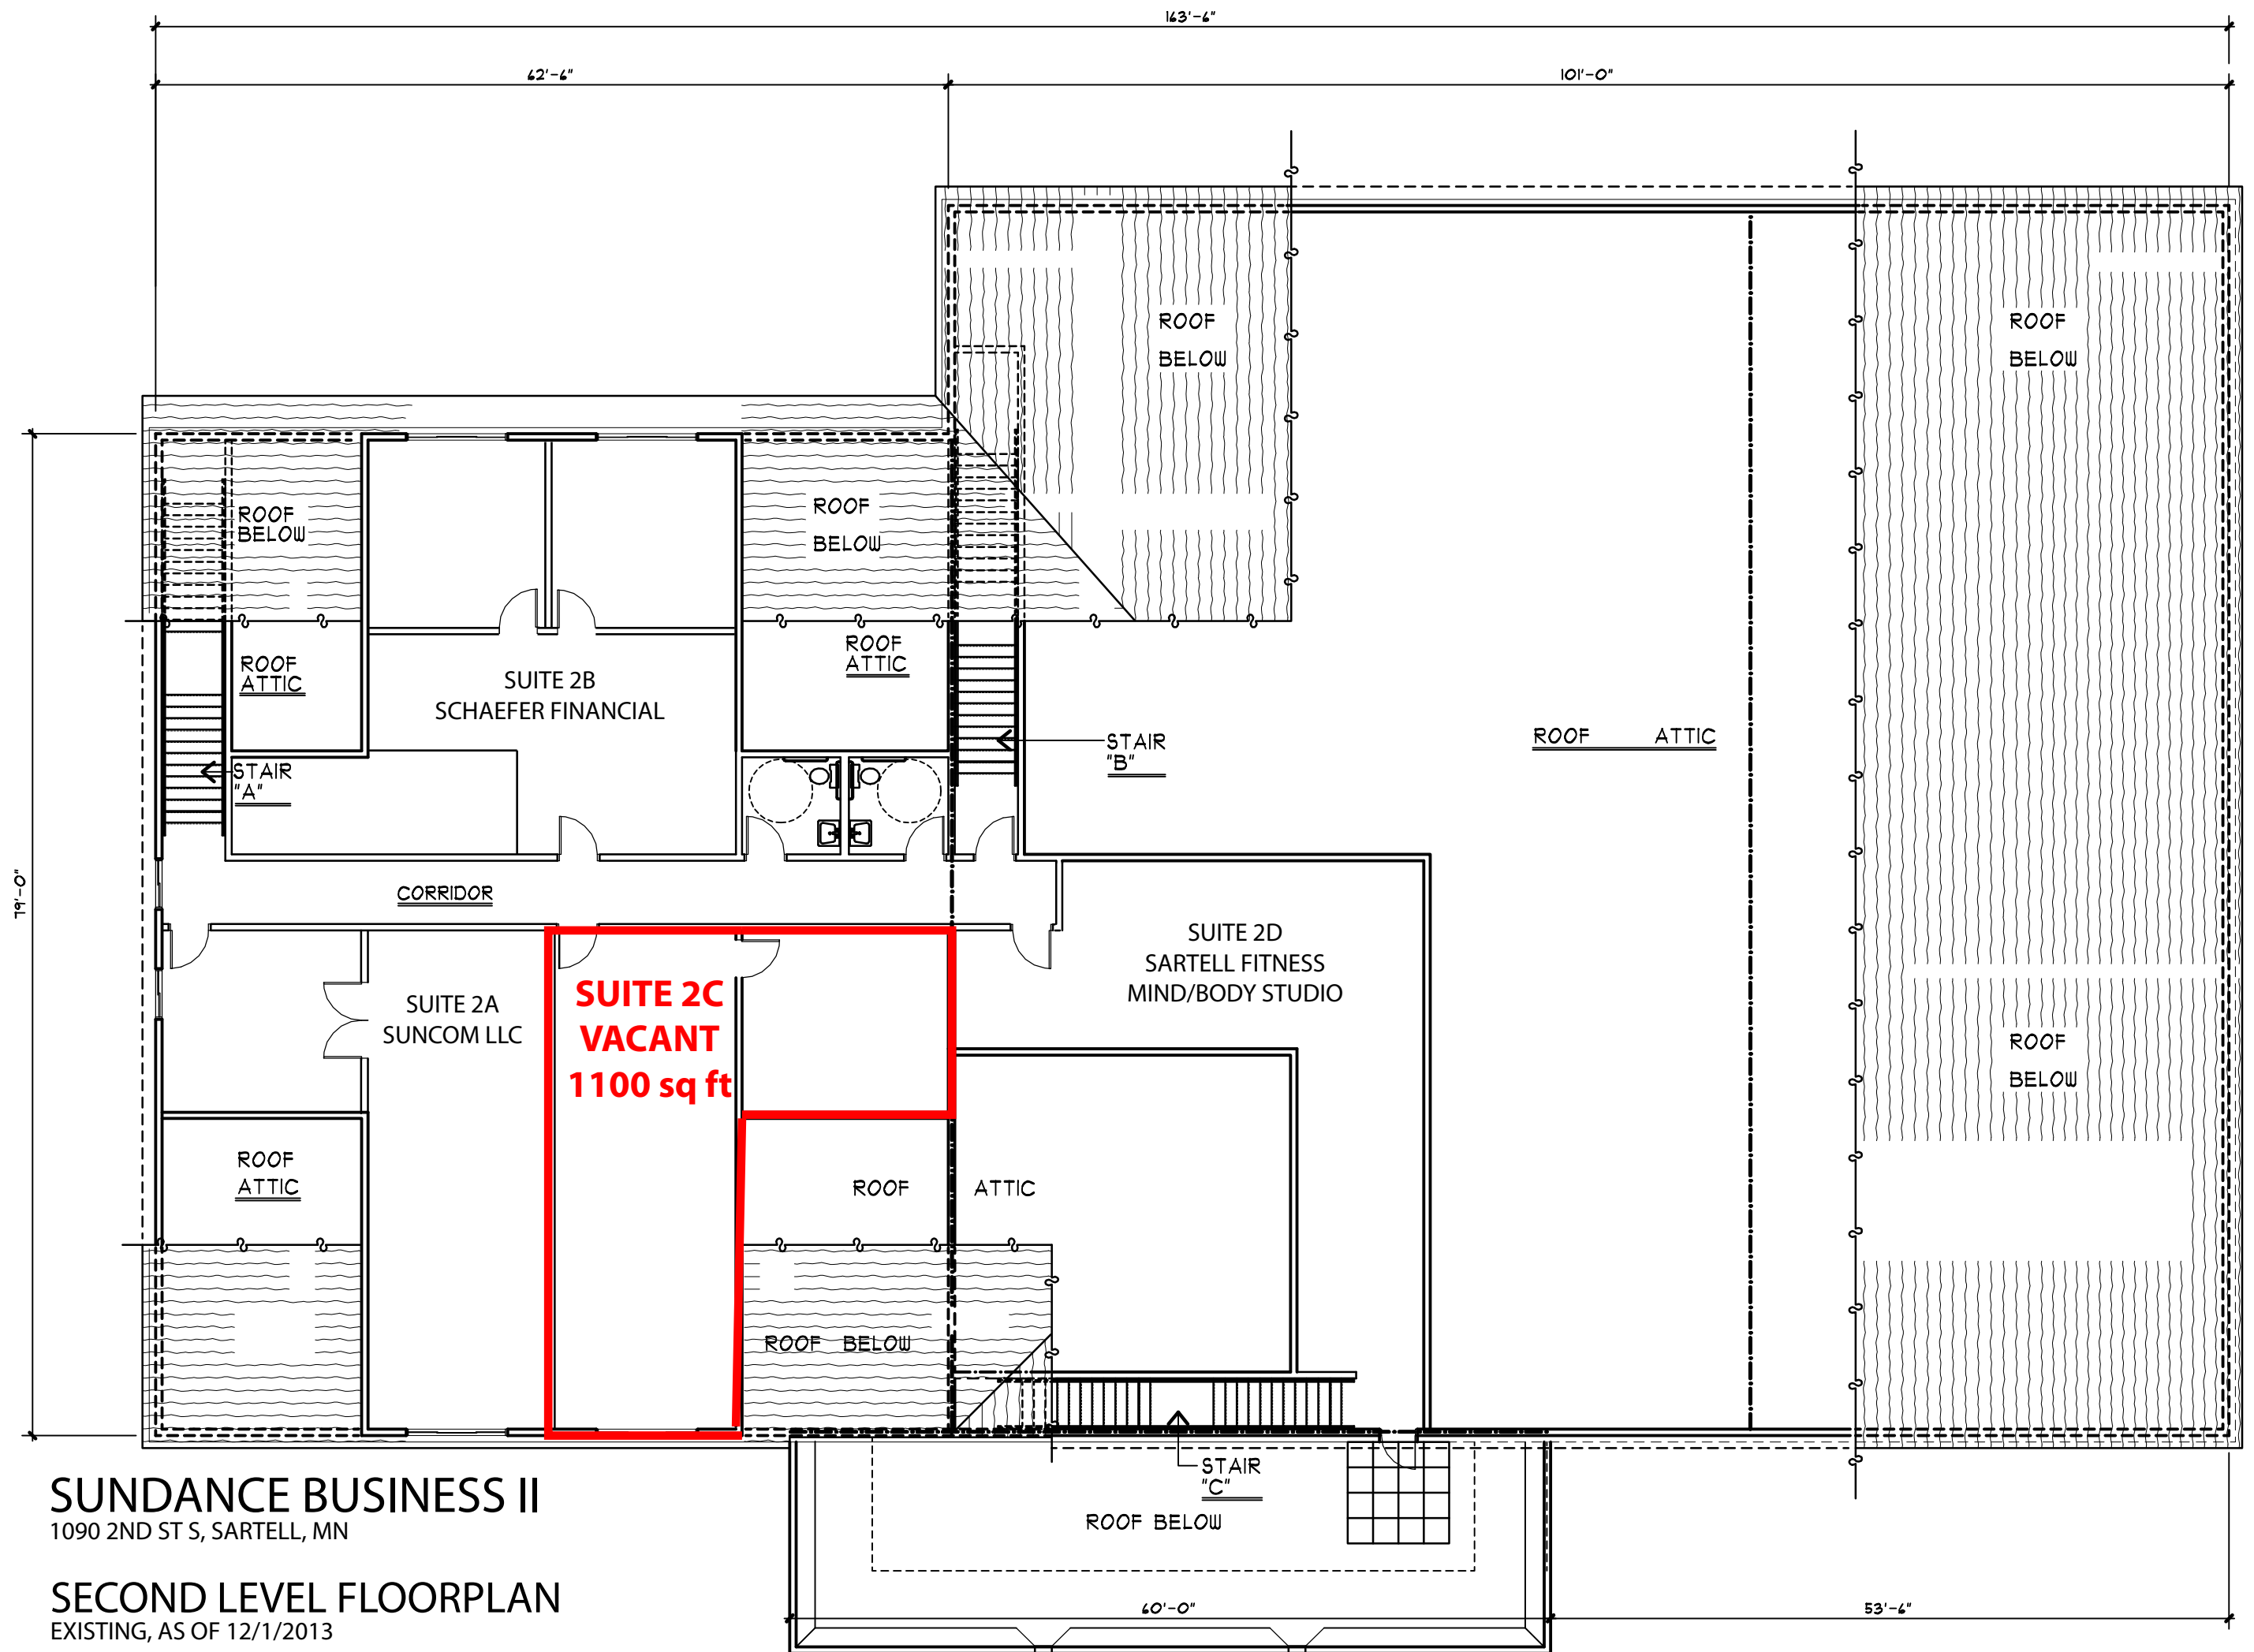 163'-6"
62'-6"
101'-0"
ROOF
BELOW
ROOF
BELOW
ROOF
BELOW
ROOF
BELOW
ROOF
ATTIC
ROOF
ATTIC
SUITE 2B
SCHAEFER FINANCIAL
STAIR
"B"
ROOF ATTIC
STAIR
"A"
79'-0"
CORRIDOR
SUITE 2D
SARTELL FITNESS
MIND/BODY STUDIO
SUITE 2A
SUNCOM LLC
SUITE 2C
VACANT
1100 sq ft
ROOF
BELOW
ROOF
ATTIC
ROOF ATTIC
ROOF BELOW
STAIR
"C"
ROOF BELOW
SUNDANCE BUSINESS II
1090 2ND ST S, SARTELL, MN
SECOND LEVEL FLOORPLAN
EXISTING, AS OF 12/1/2013
60'-0"
53'-6"